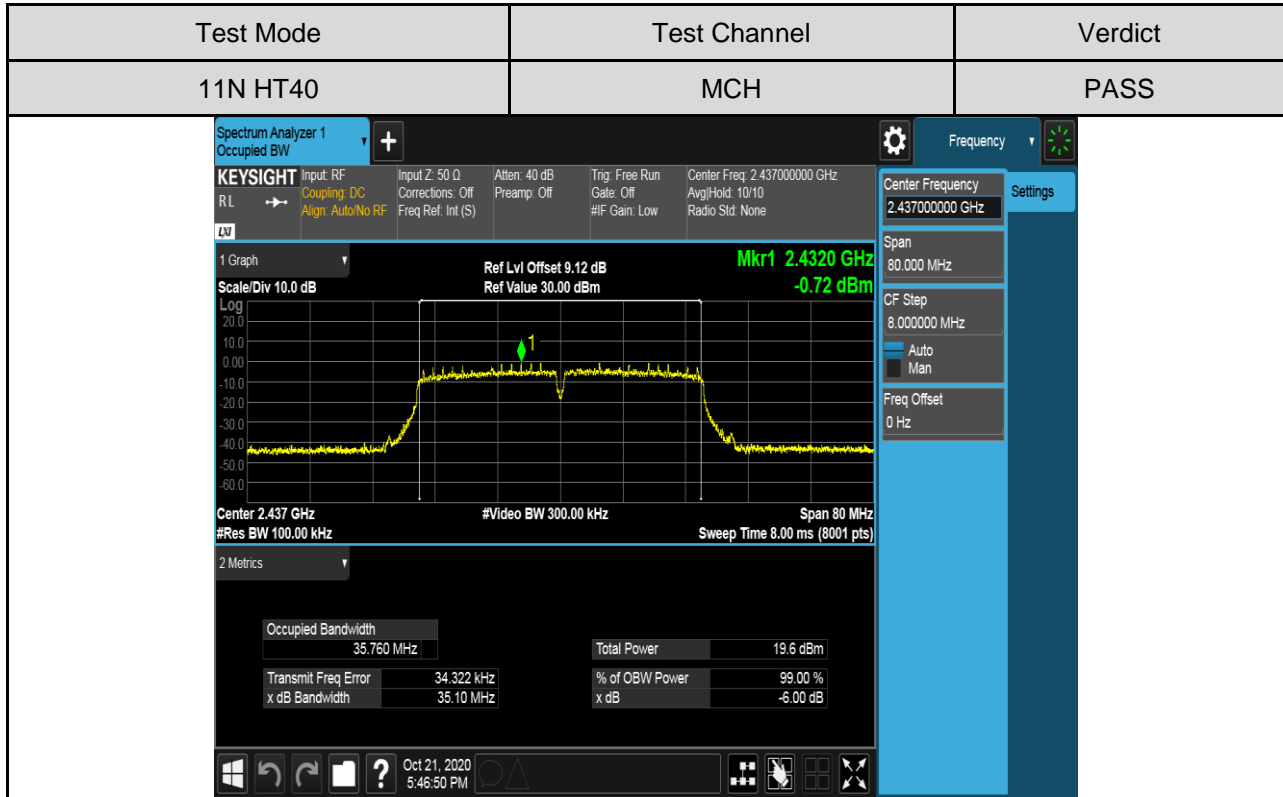 Test Mode Test Channel Verdict
11N HT40 MCH PASS
Spectrum Analyzer 1
Occupied BW
+
Frequency
KEYSIGHT Input: RF Input Z: 50 Ω Atten: 40 dB Trig: Free Run Center Freq: 2.437000000 GHz
RL Coupling: DC Corrections: Off Preamp: Off Gate: Off Avg|Hold: 10/10
Align: Auto/No RF Freq Ref: Int (S) #IF Gain: Low Radio Std: None
LXI
1 Graph
Ref Lvl Offset 9.12 dB
Mkr1 2.4320 GHz
Scale/Div 10.0 dB Ref Value 30.00 dBm -0.72 dBm
Log
20.0
10.0
0.00
-10.0
-20.0
-30.0
-40.0
-50.0
-60.0
1
Center 2.437 GHz #Video BW 300.00 kHz Span 80 MHz
#Res BW 100.00 kHz Sweep Time 8.00 ms (8001 pts)
2 Metrics
Occupied Bandwidth
35.760 MHz Total Power 19.6 dBm
Transmit Freq Error 34.322 kHz % of OBW Power 99.00 %
x dB Bandwidth 35.10 MHz x dB -6.00 dB
?
Oct 21, 2020
5:46:50 PM
Center Frequency
2.437000000 GHz
Settings
Span
80.000 MHz
CF Step
8.000000 MHz
Auto
Man
Freq Offset
0 Hz